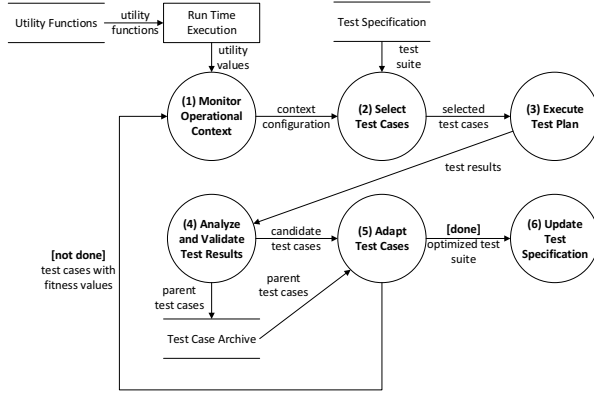 Utility Functions
utility
functions
Run Time
Execution
Test Specification
utility
values
test
suite
(1) Monitor
Operational
Context
context
configuration
(2) Select
Test Cases
selected
test cases
(3) Execute
Test Plan
test results
(4) Analyze
and Validate
Test Results
candidate
test cases
(5) Adapt
Test Cases
[done]
optimized test
suite
(6) Update
Test
Specification
[not done]
test cases with
fitness values
parent
test cases
parent
test cases
Test Case Archive